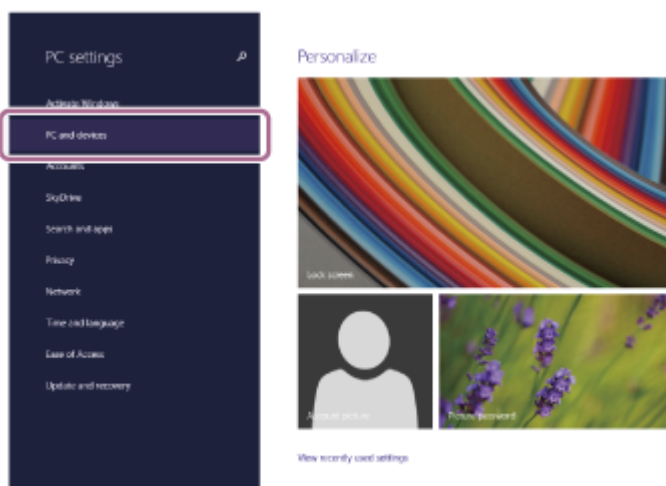 PC settings
Activate Windows
PC and devices
Accounts
SkyDrive
Search and apps
Privacy
Network
Time and language
Ease of Access
Update and recovery
Personalize
Lock screen
Account picture
Picture password
View recently used settings